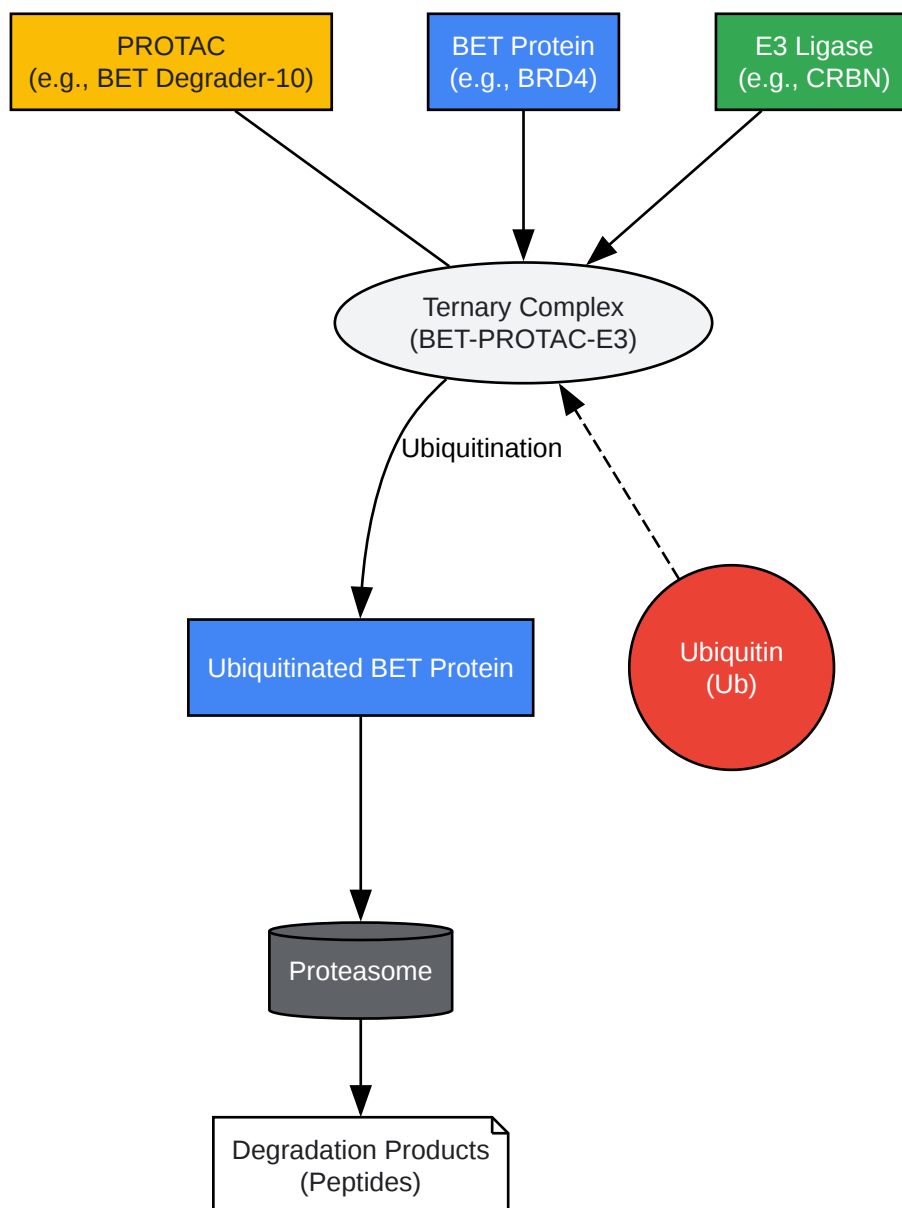 PROTAC
(e.g., BET Degrader-10)
BET Protein
(e.g., BRD4)
E3 Ligase
(e.g., CRBN)
Ternary Complex
(BET-PROTAC-E3)
Ubiquitination
Ubiquitinated BET Protein
Ubiquitin
(Ub)
Proteasome
Degradation Products
(Peptides)